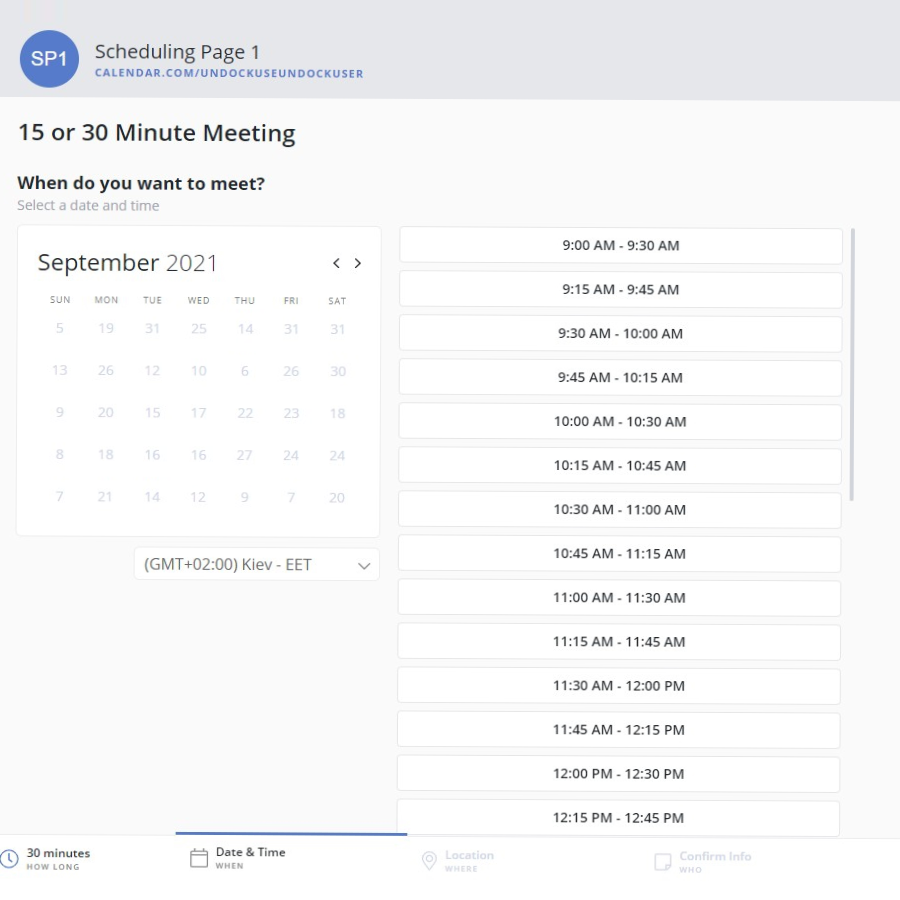 SP1
Scheduling Page 1
CALENDAR.COM/UNDOCKUSEUNDOCKUSER
15 or 30 Minute Meeting
When do you want to meet?
Select a date and time
September 2021
SUN MON TUE WED THU FRI SAT
5 19 31 25 14 31 31
13 26 12 10 6 26 30
9 20 15 17 22 23 18
8 18 16 16 27 24 24
7 21 14 12 9 7 20
(GMT+02:00) Kiev - EET
9:00 AM - 9:30 AM
9:15 AM - 9:45 AM
9:30 AM - 10:00 AM
9:45 AM - 10:15 AM
10:00 AM - 10:30 AM
10:15 AM - 10:45 AM
10:30 AM - 11:00 AM
10:45 AM - 11:15 AM
11:00 AM - 11:30 AM
11:15 AM - 11:45 AM
11:30 AM - 12:00 PM
11:45 AM - 12:15 PM
12:00 PM - 12:30 PM
12:15 PM - 12:45 PM
30 minutes
HOW LONG
Date & Time
WHEN
Location
WHERE
Confirm Info
WHO